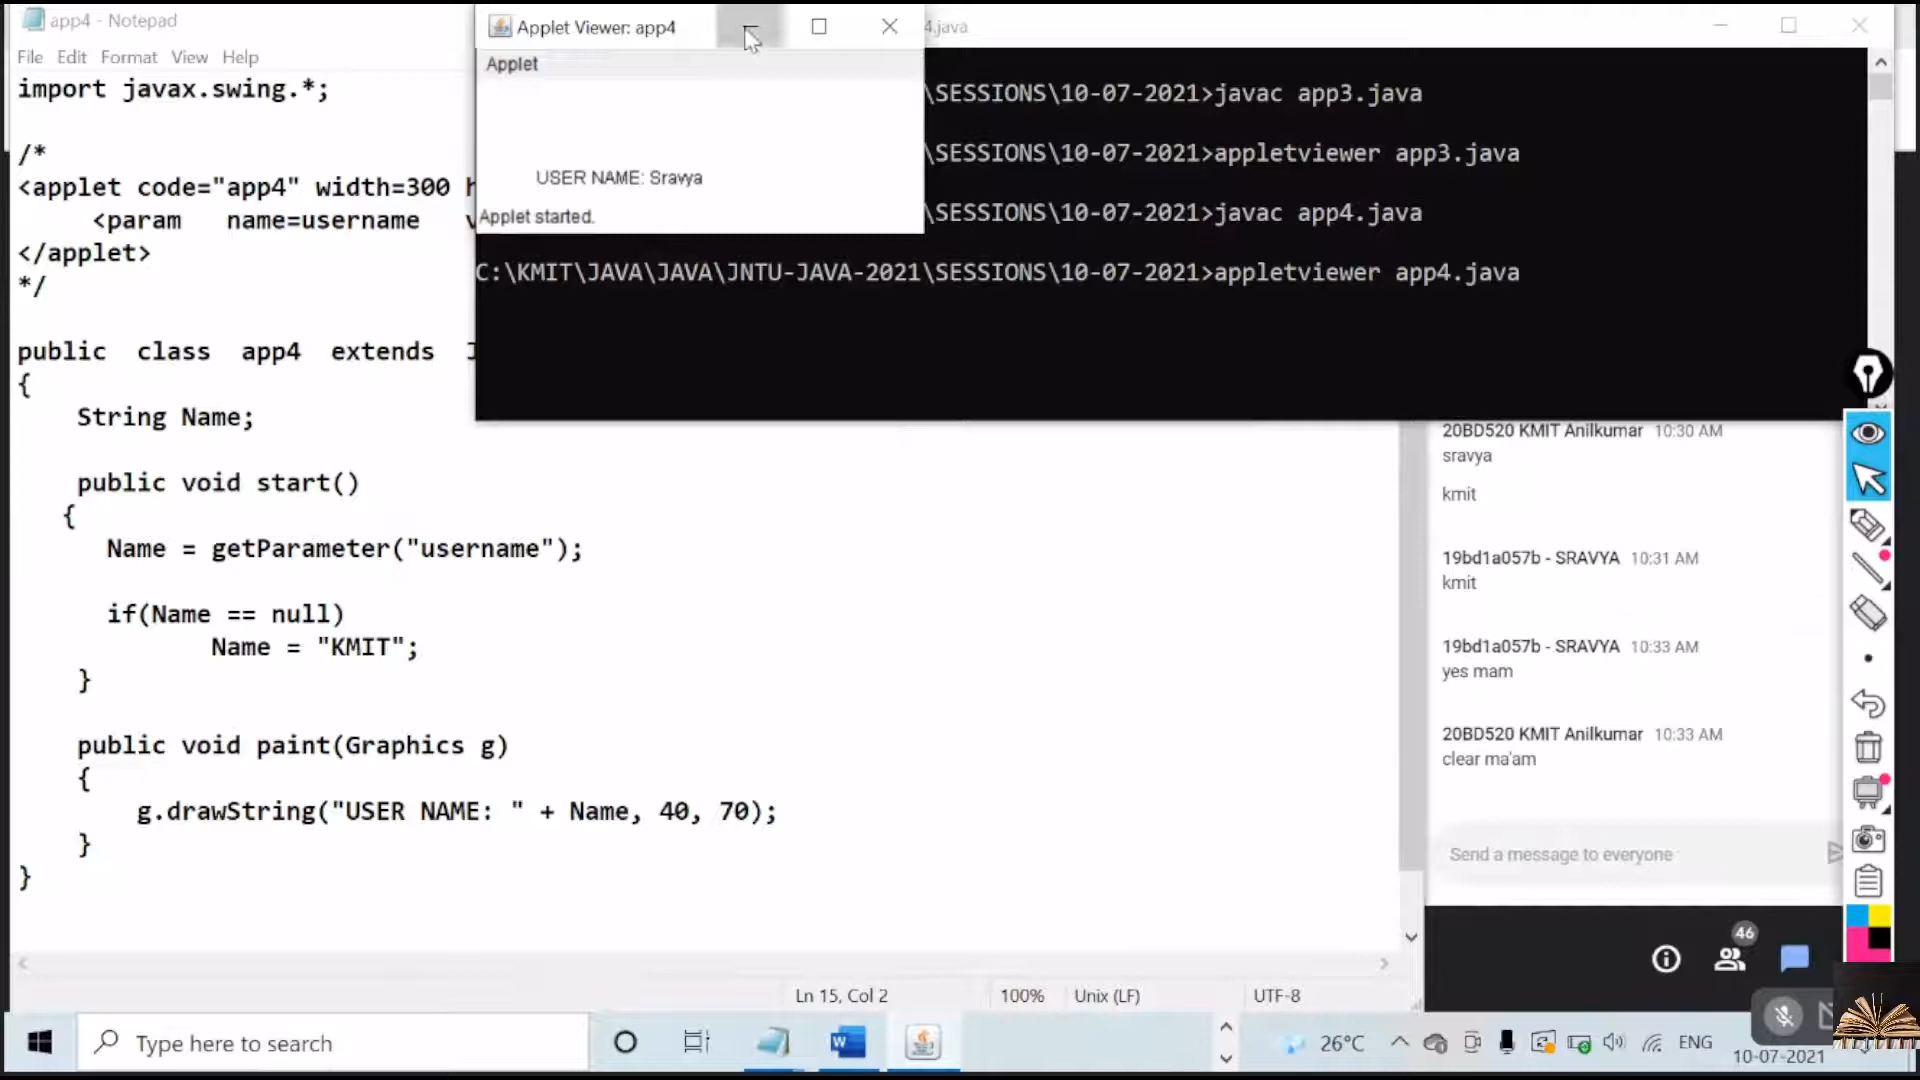 app4 - Notepad
File Edit Format View Help
import javax.swing.*;
/*
<applet code="app4" width=300 h
<param name=username v
</applet>
*/
public class app4 extends J
{
String Name;
public void start()
{
Name = getParameter("username");
if(Name == null)
Name = "KMIT";
}
public void paint(Graphics g)
{
g.drawString("USER NAME: " + Name, 40, 70);
}
}
Ln 15, Col 2
100%
Unix (LF)
UTF-8
Applet Viewer: app4
Applet
USER NAME: Sravya
Applet started.
4.java
\SESSIONS\10-07-2021>javac app3.java
\SESSIONS\10-07-2021>appletviewer app3.java
\SESSIONS\10-07-2021>javac app4.java
C:\KMIT\JAVA\JAVA\JNTU-JAVA-2021\SESSIONS\10-07-2021>appletviewer app4.java
20BD520 KMIT Anilkumar 10:30 AM
sravya
kmit
19bd1a057b - SRAVYA 10:31 AM
kmit
19bd1a057b - SRAVYA 10:33 AM
yes mam
20BD520 KMIT Anilkumar 10:33 AM
clear ma'am
Send a message to everyone
46
Type here to search
W
26°C
ENG
10-07-2021